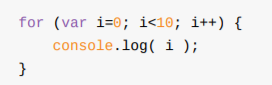 for (var i=0; i<10; i++) {
    console.log( i );
}